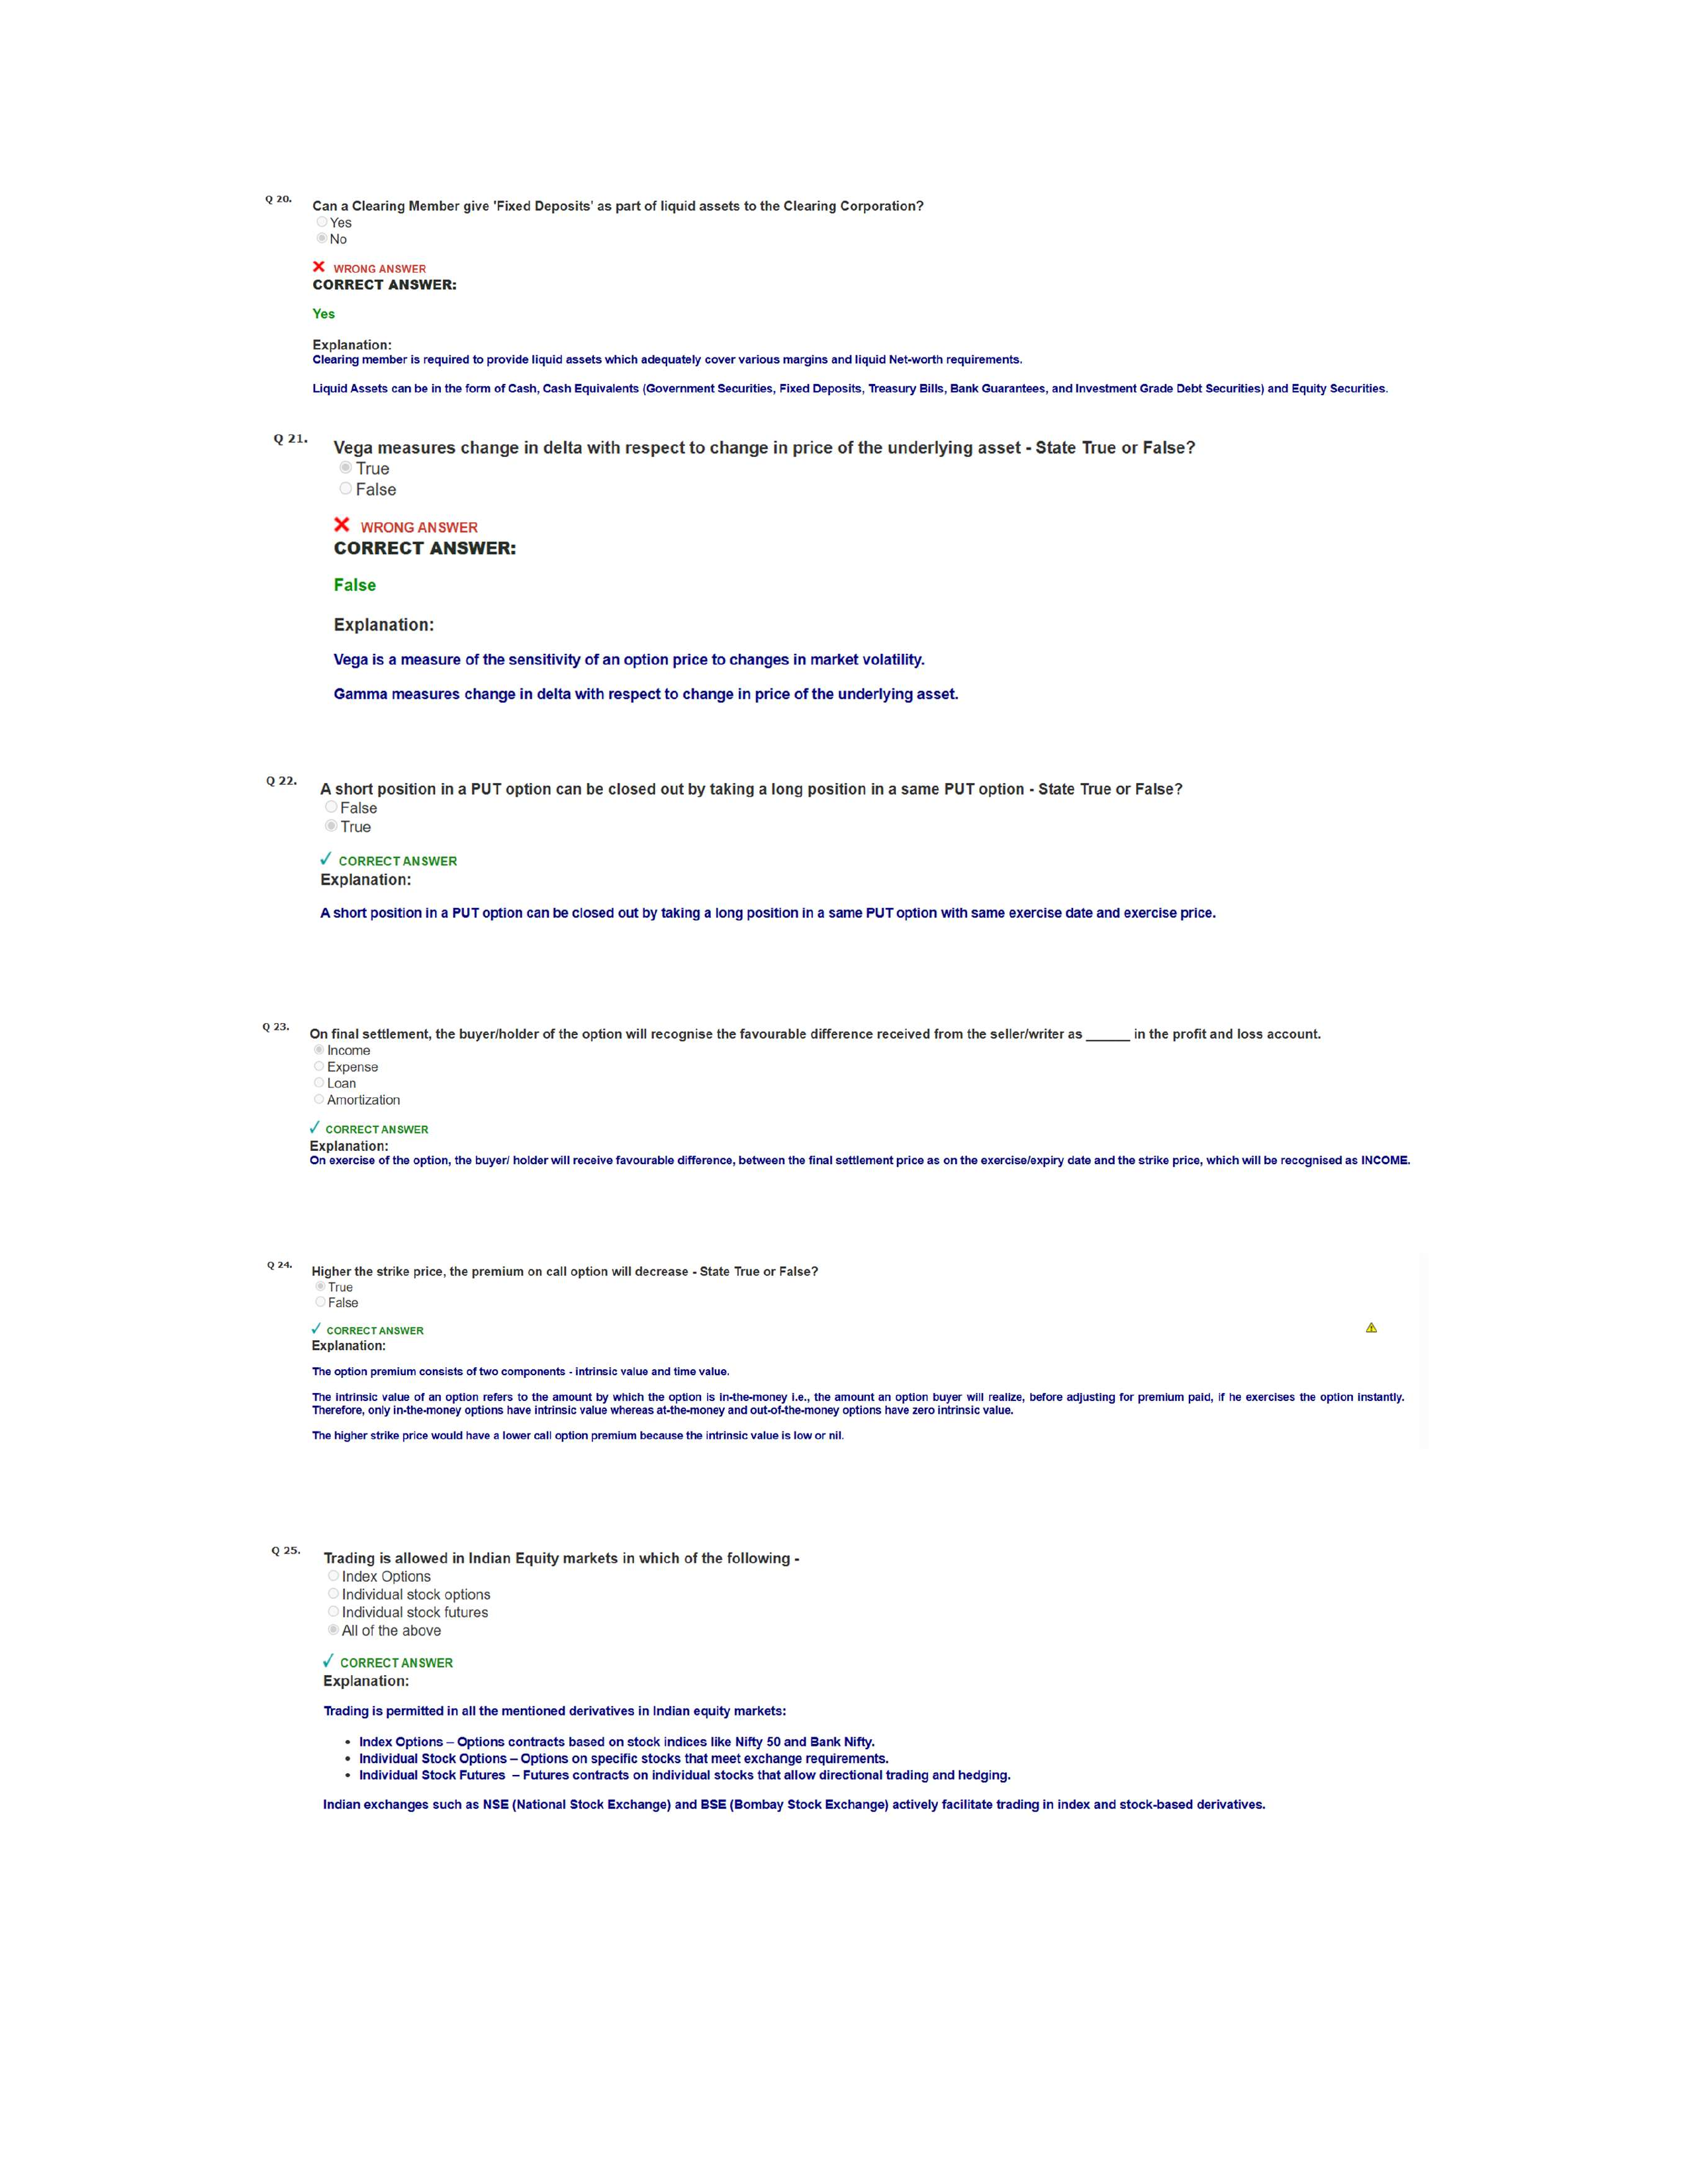 Q 20.
Can a Clearing Member give 'Fixed Deposits' as part of liquid assets to the Clearing Corporation?
Yes
No
WRONG ANSWER
CORRECT ANSWER:
Yes
Explanation:
Clearing member is required to provide liquid assets which adequately cover various margins and liquid Net-worth requirements.
Liquid Assets can be in the form of Cash, Cash Equivalents (Government Securities, Fixed Deposits, Treasury Bills, Bank Guarantees, and Investment Grade Debt Securities) and Equity Securities.
Q 21.
Vega measures change in delta with respect to change in price of the underlying asset - State True or False?
True
False
WRONG ANSWER
CORRECT ANSWER:
False
Explanation:
Vega is a measure of the sensitivity of an option price to changes in market volatility.
Gamma measures change in delta with respect to change in price of the underlying asset.
Q 22.
A short position in a PUT option can be closed out by taking a long position in a same PUT option - State True or False?
False
True
CORRECT ANSWER
Explanation:
A short position in a PUT option can be closed out by taking a long position in a same PUT option with same exercise date and exercise price.
Q 23.
On final settlement, the buyer/holder of the option will recognise the favourable difference received from the seller/writer as ______ in the profit and loss account.
Income
Expense
Loan
Amortization
CORRECT ANSWER
Explanation:
On exercise of the option, the buyer/ holder will receive favourable difference, between the final settlement price as on the exercise/expiry date and the strike price, which will be recognised as INCOME.
Q 24.
Higher the strike price, the premium on call option will decrease - State True or False?
True
False
CORRECT ANSWER
Explanation:
The option premium consists of two components - intrinsic value and time value.
The intrinsic value of an option refers to the amount by which the option is in-the-money i.e., the amount an option buyer will realize, before adjusting for premium paid, if he exercises the option instantly.
Therefore, only in-the-money options have intrinsic value whereas at-the-money and out-of-the-money options have zero intrinsic value.
The higher strike price would have a lower call option premium because the intrinsic value is low or nil.
Q 25.
Trading is allowed in Indian Equity markets in which of the following -
Index Options
Individual stock options
Individual stock futures
All of the above
CORRECT ANSWER
Explanation:
Trading is permitted in all the mentioned derivatives in Indian equity markets:
• Index Options – Options contracts based on stock indices like Nifty 50 and Bank Nifty.
• Individual Stock Options – Options on specific stocks that meet exchange requirements.
• Individual Stock Futures – Futures contracts on individual stocks that allow directional trading and hedging.
Indian exchanges such as NSE (National Stock Exchange) and BSE (Bombay Stock Exchange) actively facilitate trading in index and stock-based derivatives.